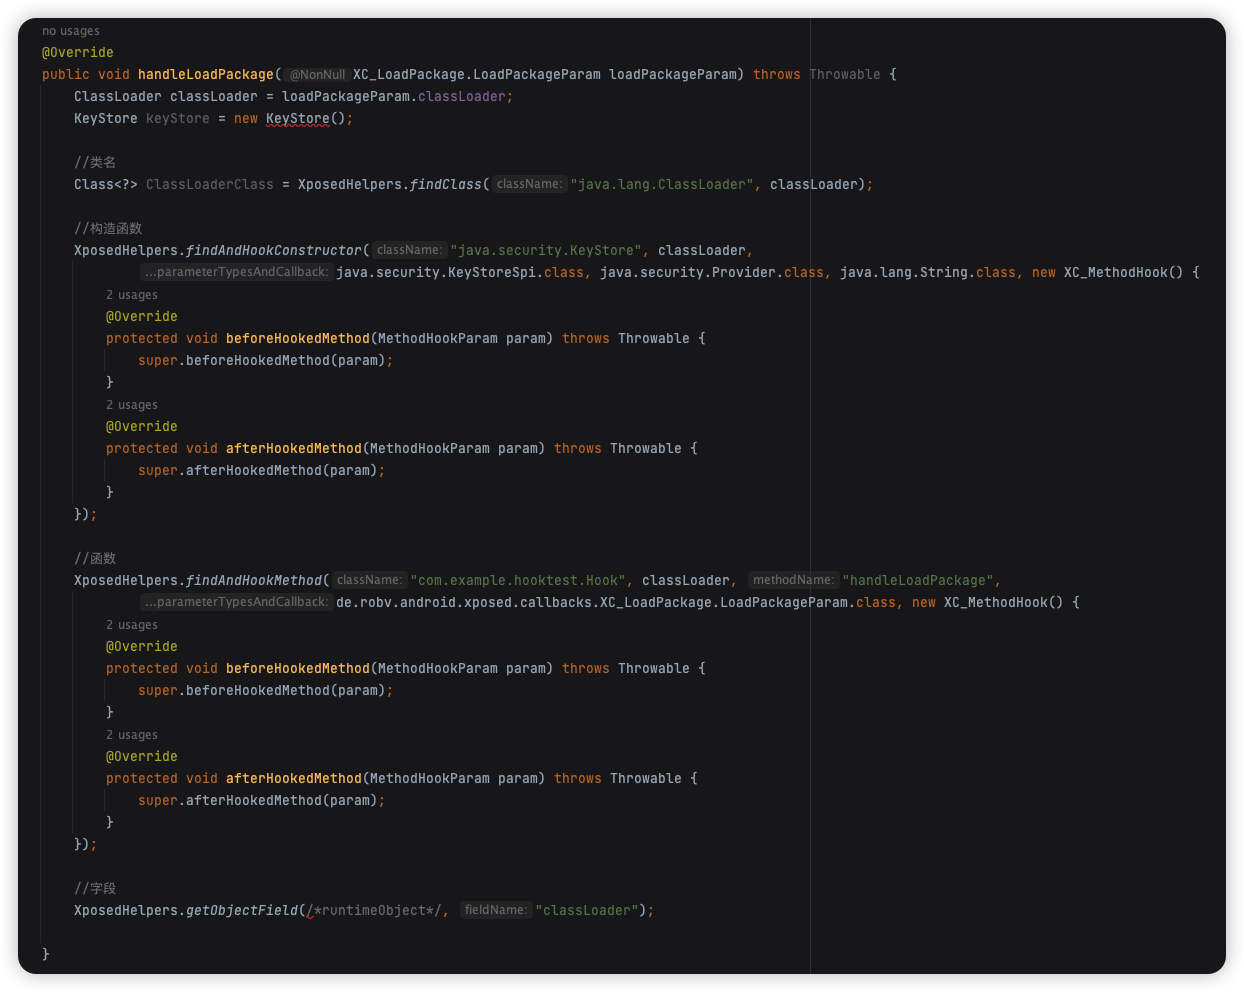 no usages
@Override
public void handleLoadPackage( @NonNull XC_LoadPackage.LoadPackageParam loadPackageParam) throws Throwable {
ClassLoader classLoader = loadPackageParam.classLoader;
KeyStore keyStore = new KeyStore();
//类名
Class<?> ClassLoaderClass = XposedHelpers.findClass( className: "java.lang.ClassLoader", classLoader);
//构造函数
XposedHelpers.findAndHookConstructor( className: "java.security.KeyStore", classLoader,
...parameterTypesAndCallback: java.security.KeyStoreSpi.class, java.security.Provider.class, java.lang.String.class, new XC_MethodHook() {
2 usages
@Override
protected void beforeHookedMethod(MethodHookParam param) throws Throwable {
super.beforeHookedMethod(param);
}
2 usages
@Override
protected void afterHookedMethod(MethodHookParam param) throws Throwable {
super.afterHookedMethod(param);
}
});
//函数
XposedHelpers.findAndHookMethod( className: "com.example.hooktest.Hook", classLoader, methodName: "handleLoadPackage",
...parameterTypesAndCallback: de.robv.android.xposed.callbacks.XC_LoadPackage.LoadPackageParam.class, new XC_MethodHook() {
2 usages
@Override
protected void beforeHookedMethod(MethodHookParam param) throws Throwable {
super.beforeHookedMethod(param);
}
2 usages
@Override
protected void afterHookedMethod(MethodHookParam param) throws Throwable {
super.afterHookedMethod(param);
}
});
//字段
XposedHelpers.getObjectField(/*runtimeObject*/, fieldName: "classLoader");
}